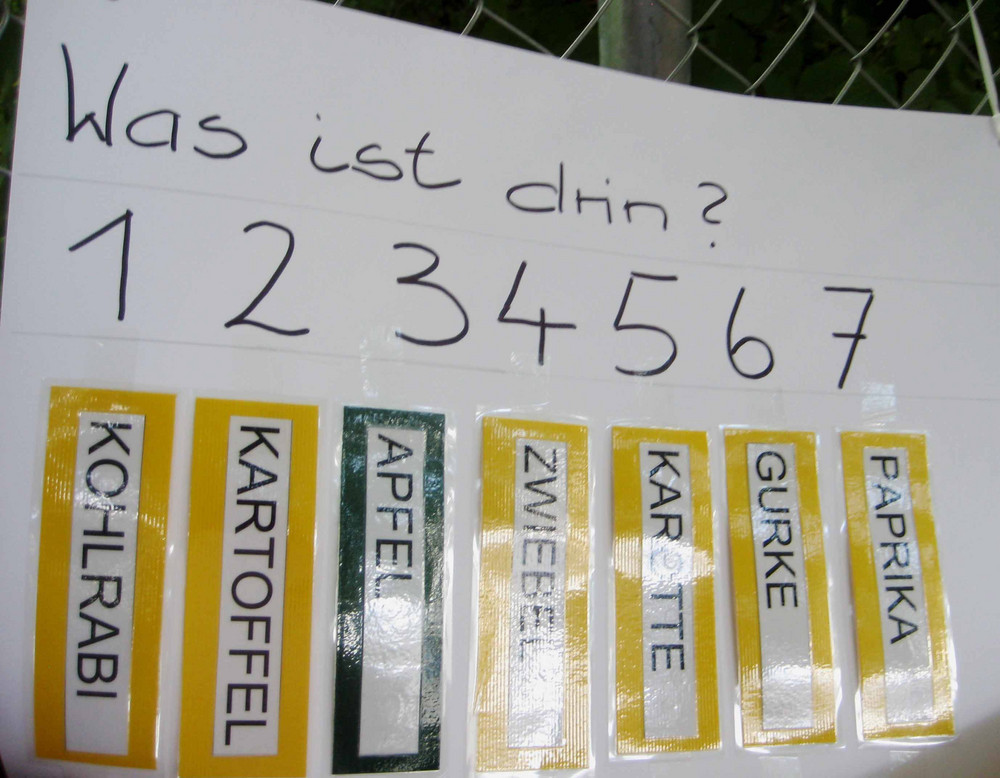 Was ist drin?
1 2 3 4 5 6 7
KOHLRABI
KARTOFFEL
APFEL
ZWIEBEL
KAROTTE
GURKE
PAPRIKA